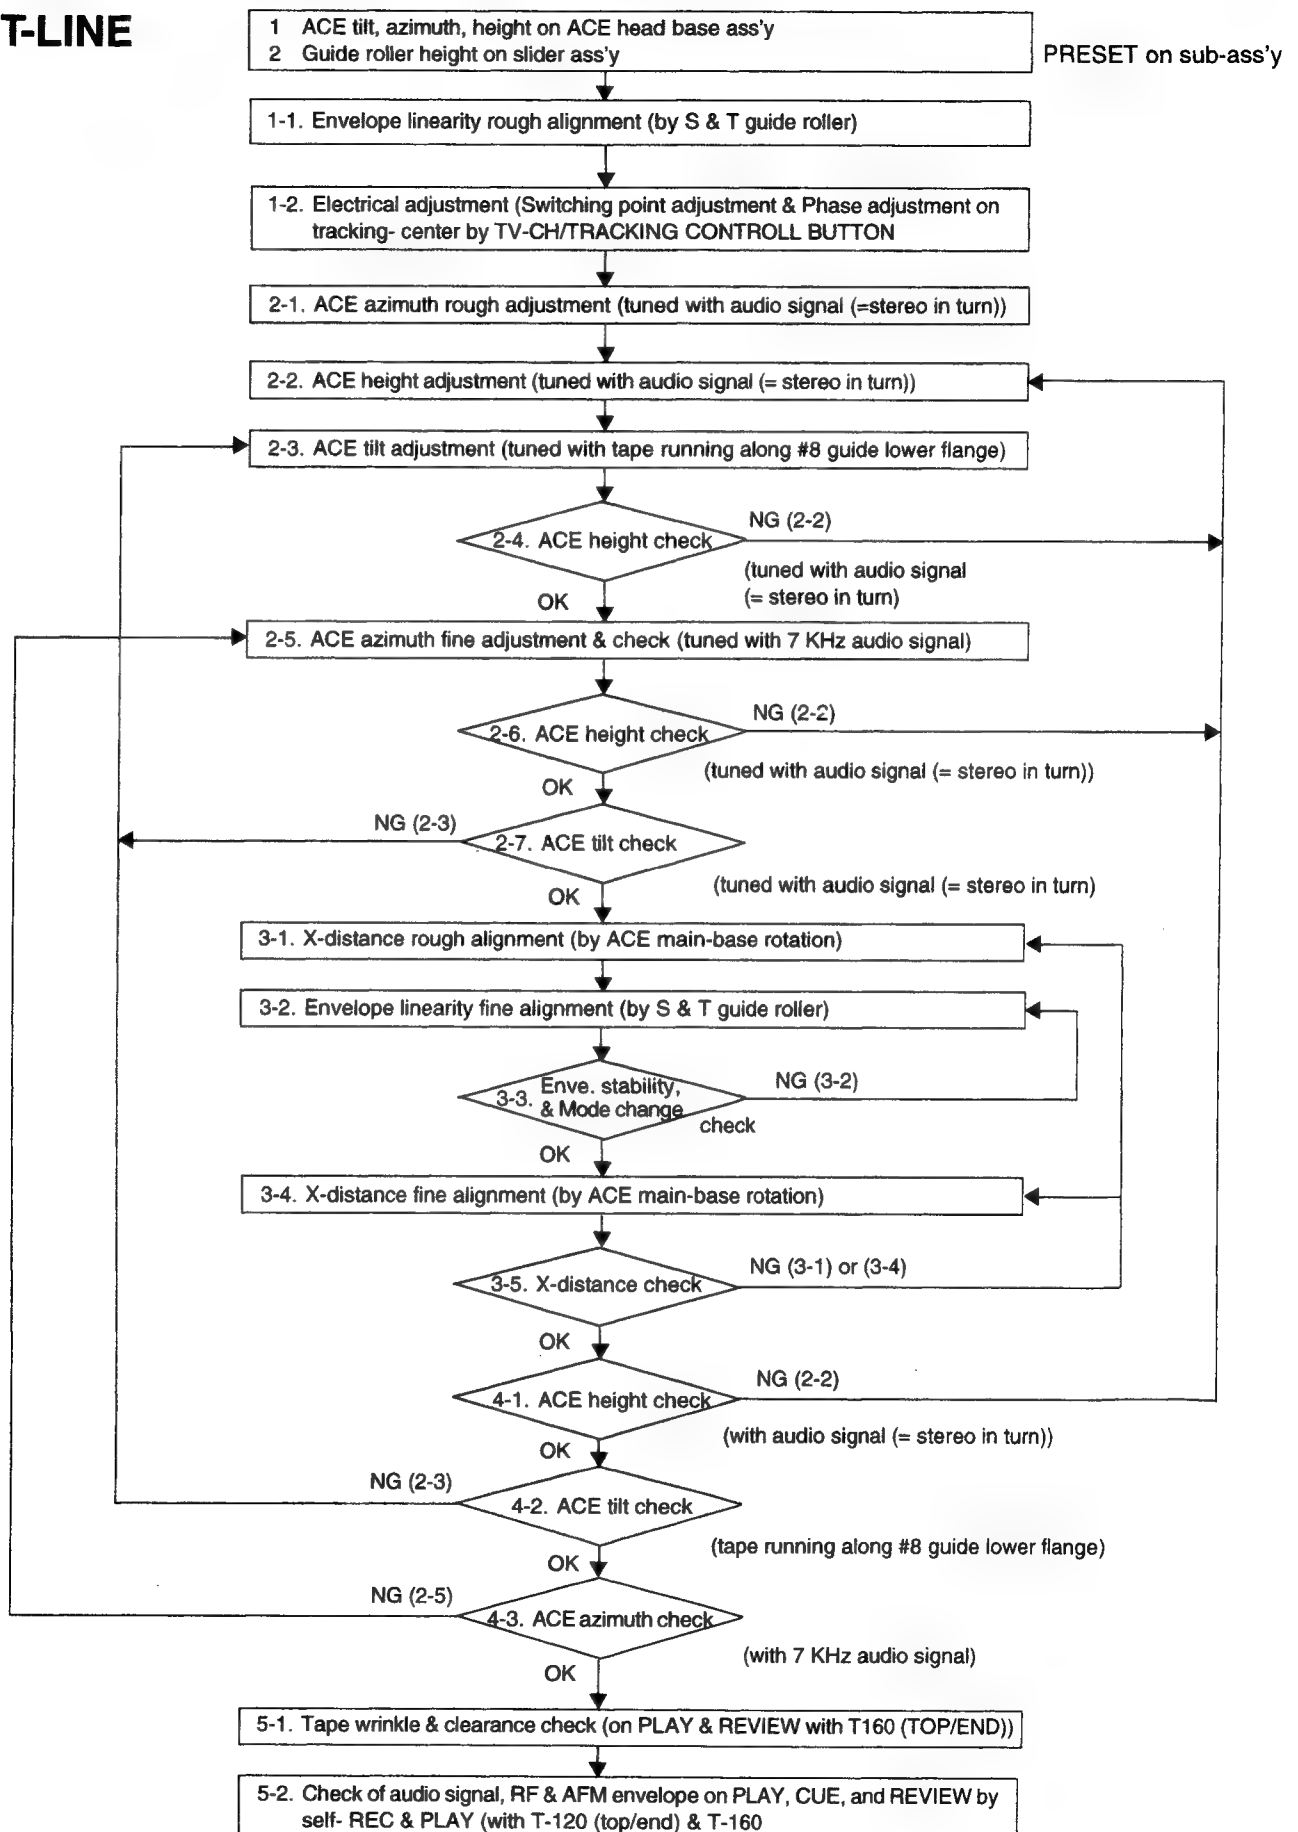 T-LINE
1 ACE tilt, azimuth, height on ACE head base ass'y
2 Guide roller height on slider ass'y
PRESET on sub-ass'y
1-1. Envelope linearity rough alignment (by S & T guide roller)
1-2. Electrical adjustment (Switching point adjustment & Phase adjustment on
tracking- center by TV-CH/TRACKING CONTROLL BUTTON
2-1. ACE azimuth rough adjustment (tuned with audio signal (=stereo in turn))
2-2. ACE height adjustment (tuned with audio signal (= stereo in turn))
2-3. ACE tilt adjustment (tuned with tape running along #8 guide lower flange)
2-4. ACE height check
NG (2-2)
(tuned with audio signal
(= stereo in turn)
OK
2-5. ACE azimuth fine adjustment & check (tuned with 7 KHz audio signal)
2-6. ACE height check
NG (2-2)
(tuned with audio signal (= stereo in turn))
OK
NG (2-3)
2-7. ACE tilt check
(tuned with audio signal (= stereo in turn)
OK
3-1. X-distance rough alignment (by ACE main-base rotation)
3-2. Envelope linearity fine alignment (by S & T guide roller)
3-3. Enve. stability,
& Mode change
check
NG (3-2)
OK
3-4. X-distance fine alignment (by ACE main-base rotation)
3-5. X-distance check
NG (3-1) or (3-4)
OK
4-1. ACE height check
NG (2-2)
(with audio signal (= stereo in turn))
OK
NG (2-3)
4-2. ACE tilt check
(tape running along #8 guide lower flange)
OK
NG (2-5)
4-3. ACE azimuth check
(with 7 KHz audio signal)
OK
5-1. Tape wrinkle & clearance check (on PLAY & REVIEW with T160 (TOP/END))
5-2. Check of audio signal, RF & AFM envelope on PLAY, CUE, and REVIEW by
self- REC & PLAY (with T-120 (top/end) & T-160